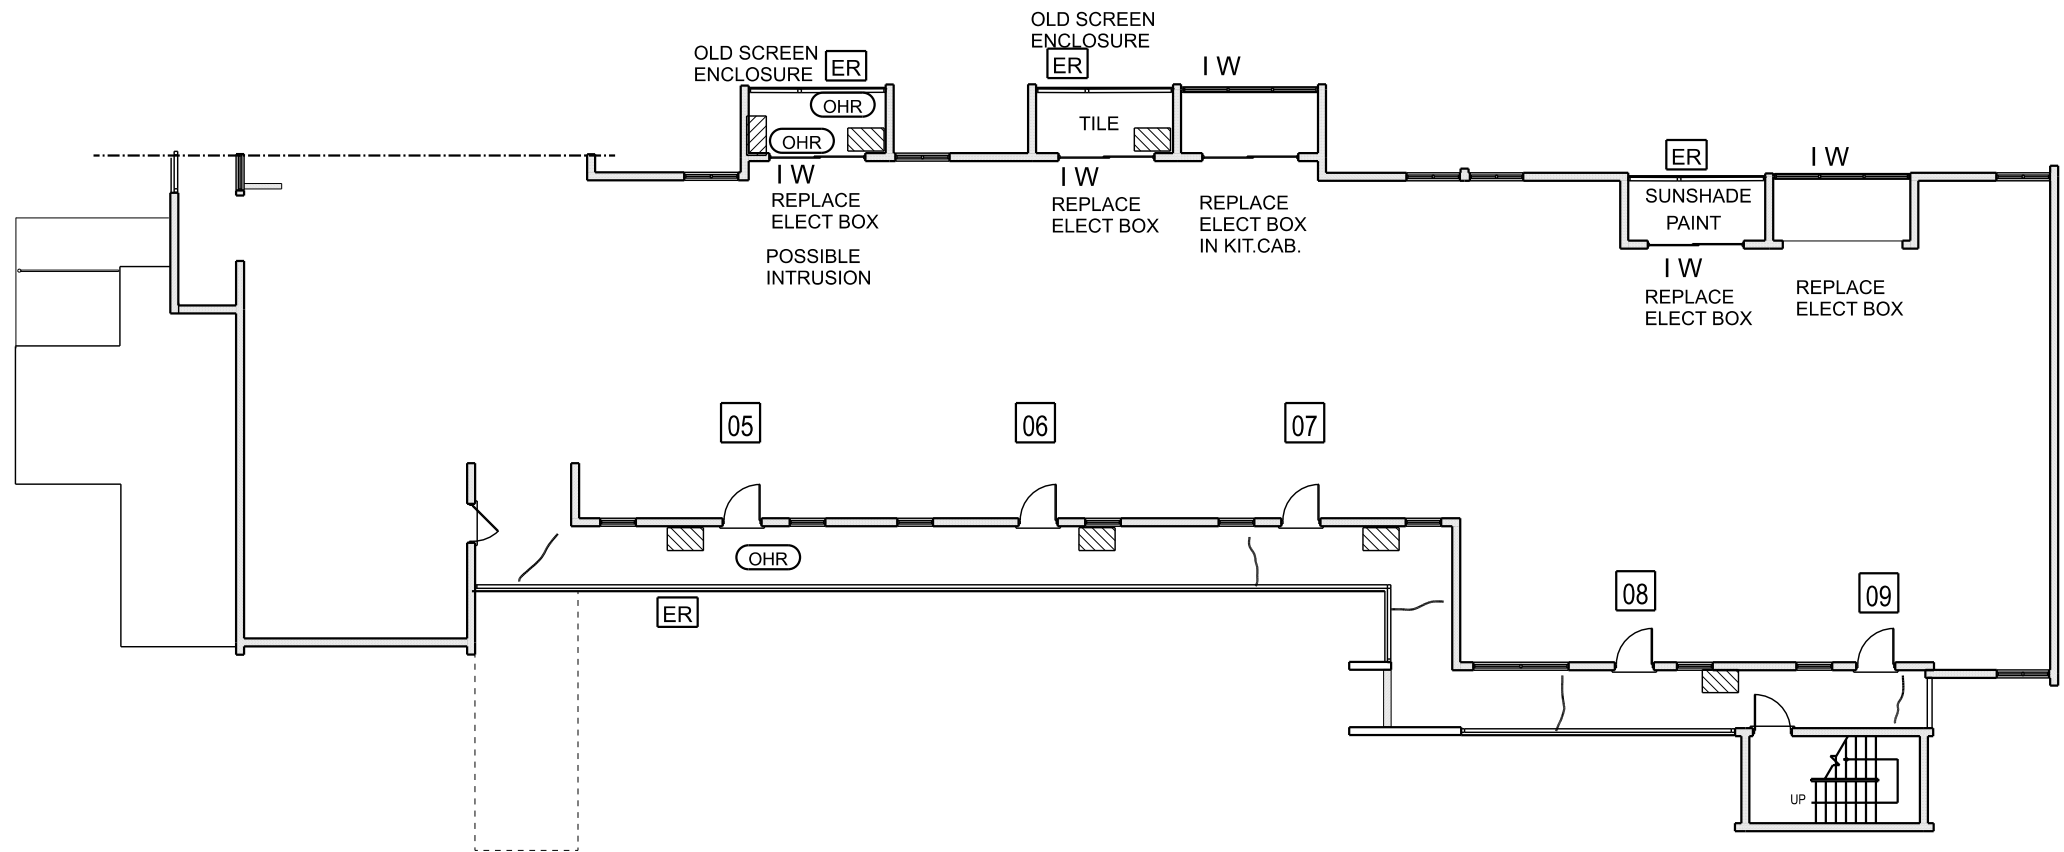 OLD SCREEN
ENCLOSURE
ER
OLD SCREEN
ENCLOSURE
ER
I W
OHR
OHR
TILE
I W
REPLACE
ELECT BOX
POSSIBLE
INTRUSION
I W
REPLACE
ELECT BOX
REPLACE
ELECT BOX
IN KIT.CAB.
ER
I W
SUNSHADE
PAINT
I W
REPLACE
ELECT BOX
REPLACE
ELECT BOX
05
06
07
OHR
ER
08
09
UP